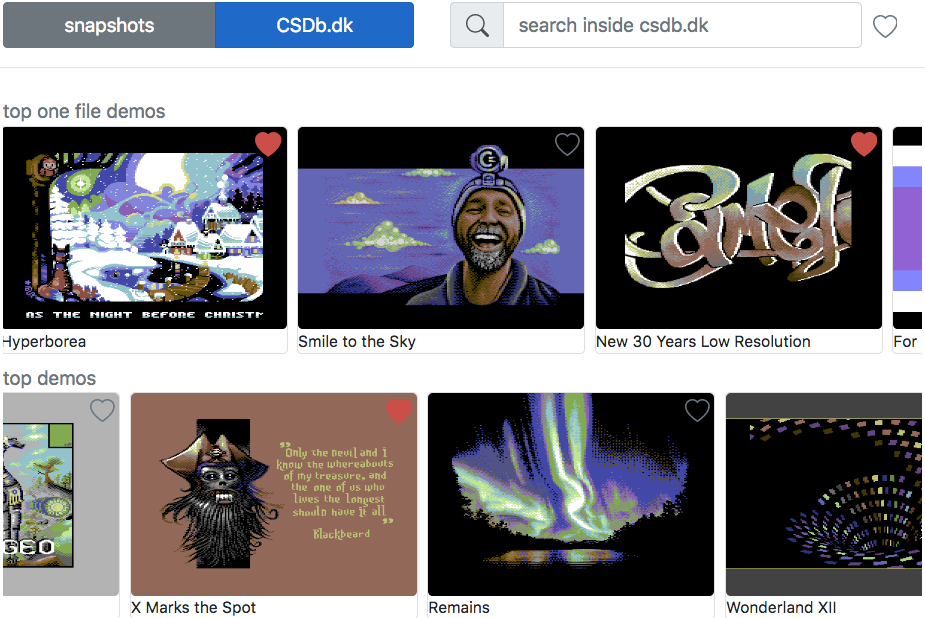 snapshots
CSDb.dk
search inside csdb.dk
top one file demos
AS THE NIGHT BEFORE CHRISTM
Hyperborea
Smile to the Sky
New 30 Years Low Resolution
For
top demos
GEO
"Only the Devil and I
know the whereabouts
of my treasure, and
the one of us who
lives the longest
should have it all
"
Blackbeard
X Marks the Spot
Remains
Wonderland XII